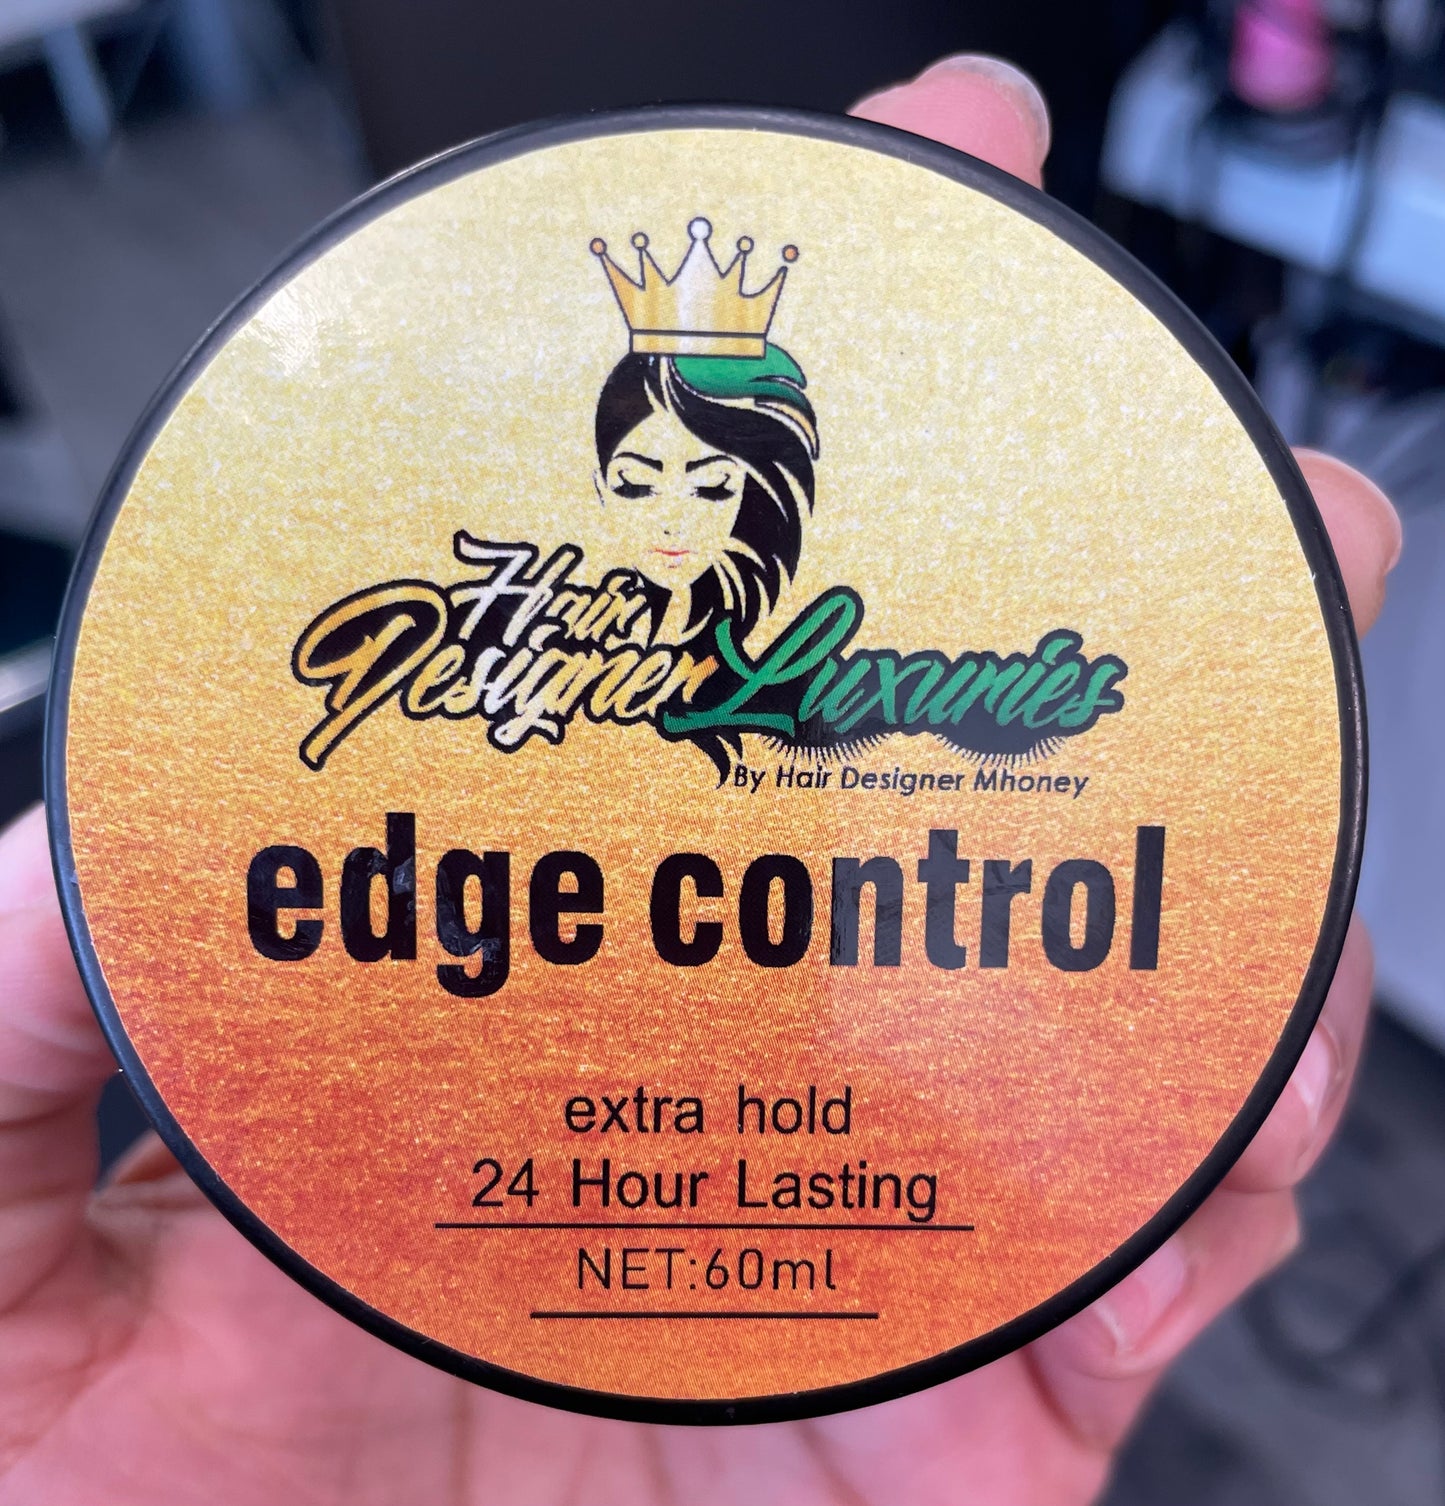 Hair
Designer Luxuries
By Hair Designer Mhoney
edge control
extra hold
24 Hour Lasting
NET:60ml